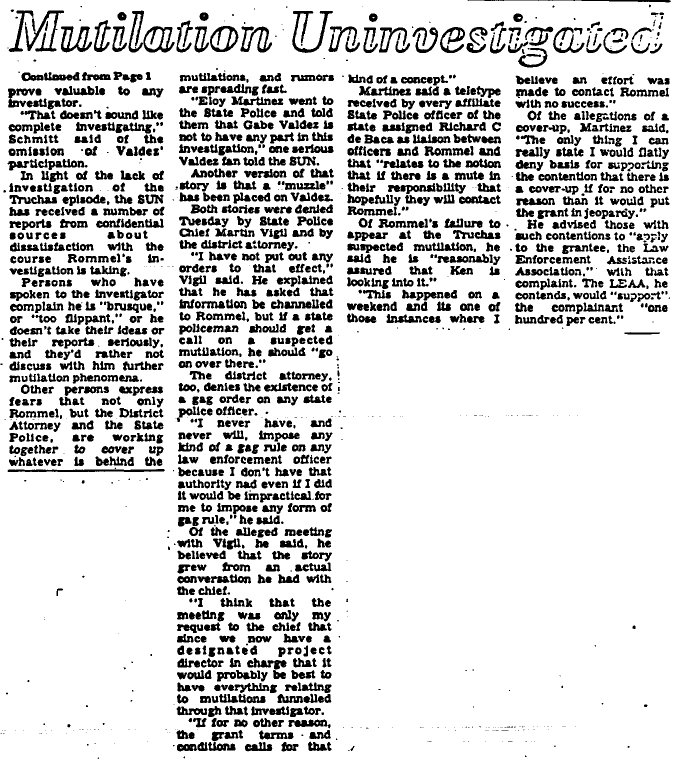 Mutilation Uninvestigated
Continued from Page 1
prove valuable to any
investigator.
"That doesn't sound like
complete investigating,"
Schmitt said of the
omission of Valdez'
participation.
In light of the lack of
investigation of the
Truchas episode, the SUN
has received a number of
reports from confidential
sources about
dissatisfaction with the
course Rommel's in-
vestigation is taking.
Persons who have
spoken to the investigator
complain he is "brusque,"
or "too flippant," or he
doesn't take their ideas or
their reports seriously,
and they'd rather not
discuss with him further
mutilation phenomena.
Other persons express
fears that not only
Rommel, but the District
Attorney and the State
Police, are working
together to cover up
whatever is behind the
mutilations, and rumors
are spreading fast.
"Eloy Martinez went to
the State Police and told
them that Gabe Valdez is
not to have any part in this
investigation," one serious
Valdez fan told the SUN.
Another version of that
story is that a "muzzle"
has been placed on Valdez.
Both stories were denied
Tuesday by State Police
Chief Martin Vigil and by
the district attorney.
"I have not put out any
orders to that effect,"
Vigil said. He explained
that he has asked that
information be channelled
to Rommel, but if a state
policeman should get a
call on a suspected
mutilation, he should "go
on over there."
The district attorney,
too, denies the existence of
a gag order on any state
police officer.
"I never have, and
never will, impose any
kind of a gag rule on any
law enforcement officer
because I don't have that
authority nad even if I did
it would be impractical for
me to impose any form of
gag rule," he said.
Of the alleged meeting
with Vigil, he said, he
believed that the story
grew from an actual
conversation he had with
the chief.
"I think that the
meeting was only my
request to the chief that
since we now have a
designated project
director in charge that it
would probably be best to
have everything relating
to mutilations funnelled
through that investigator.
"If for no other reason,
the grant terms and
conditions calls for that
kind of a concept."
Martinez said a teletype
received by every affiliate
State Police officer of the
state assigned Richard C
de Baca as liaison between
officers and Rommel and
that "relates to the notion
that if there is a mute in
their responsibility that
hopefully they will contact
Rommel."
Of Rommel's failure to
appear at the Truchas
suspected mutilation, he
said he is "reasonably
assured that Ken is
looking into it."
"This happened on a
weekend and its one of
those instances where I
believe an effort was
made to contact Rommel
with no success."
Of the allegations of a
cover-up, Martinez said,
"The only thing I can
really state I would flatly
deny basis for supporting
the contention that there is
a cover-up if for no other
reason than it would put
the grant in jeopardy."
He advised those with
such contentions to "apply
to the grantee, the Law
Enforcement Assistance
Association," with that
complaint. The LEAA, he
contends, would "support"
the complainant "one
hundred per cent."